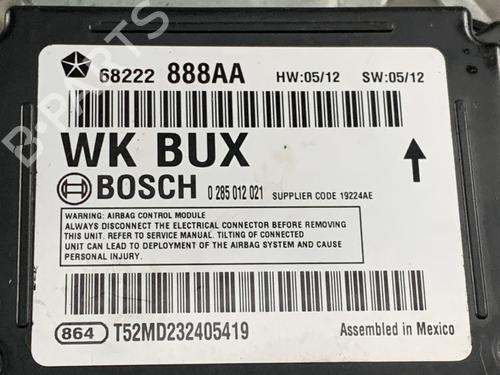 68222 888AA HW:05/12 SW:05/12
WK BUX
BOSCH 0 285 012 021 SUPPLIER CODE 19224AE
WARNING: AIRBAG CONTROL MODULE
ALWAYS DISCONNECT THE ELECTRICAL CONNECTOR BEFORE REMOVING
THIS UNIT. REFER TO SERVICE MANUAL. TILTING OF CONNECTED
UNIT CAN LEAD TO DEPLOYMENT OF THE AIRBAG SYSTEM AND CAUSE
PERSONAL INJURY.
864 T52MD232405419 Assembled in Mexico
B-PARTS